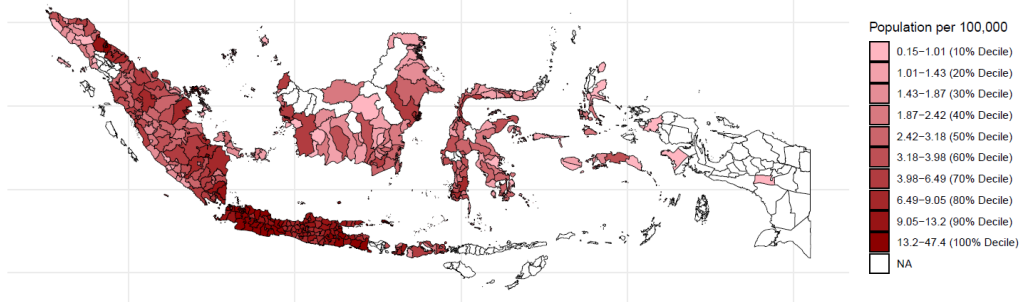 Population per 100,000
0.15−1.01 (10% Decile)
1.01−1.43 (20% Decile)
1.43−1.87 (30% Decile)
1.87−2.42 (40% Decile)
2.42−3.18 (50% Decile)
3.18−3.98 (60% Decile)
3.98−6.49 (70% Decile)
6.49−9.05 (80% Decile)
9.05−13.2 (90% Decile)
13.2−47.4 (100% Decile)
NA